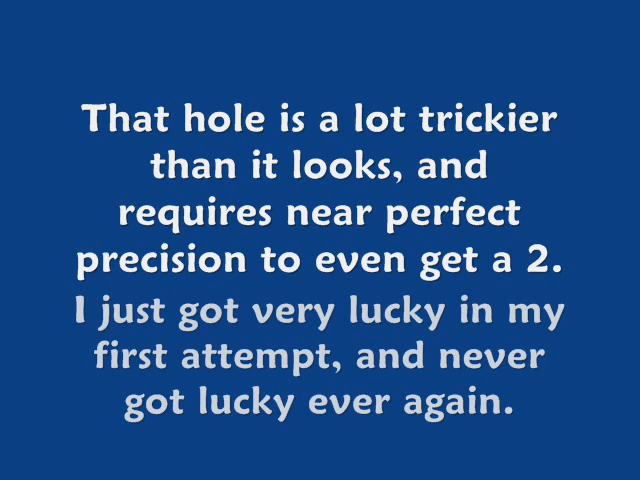 That hole is a lot trickier
than it looks, and
requires near perfect
precision to even get a 2.
I just got very lucky in my
first attempt, and never
got lucky ever again.